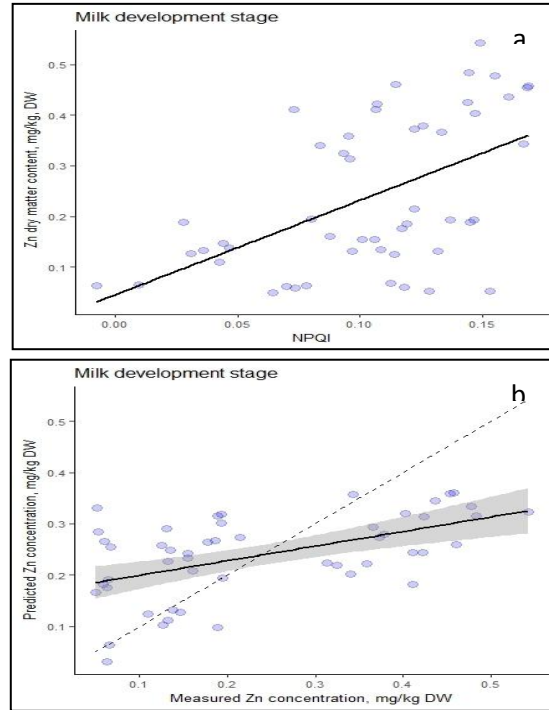 Milk development stage
a
Zn dry matter content, mg/kg, DW
0.5
0.4
0.3
0.2
0.1
0.00
0.05
0.10
0.15
NPQI
Milk development stage
b
Predicted Zn concentration, mg/kg DW
0.5
0.4
0.3
0.2
0.1
0.1
0.2
0.3
0.4
0.5
Measured Zn concentration, mg/kg DW